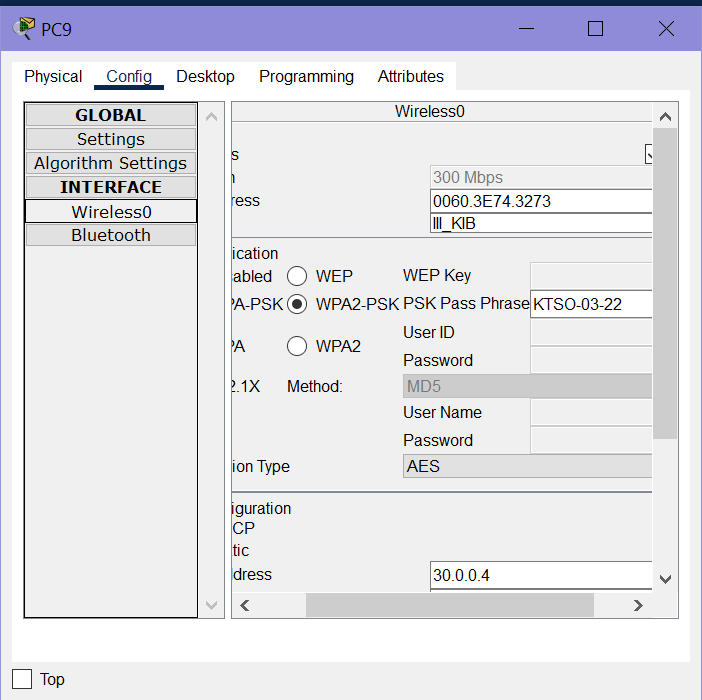 PC9
Physical Config Desktop Programming Attributes
GLOBAL
Settings
Algorithm Settings
INTERFACE
Wireless0
Bluetooth
Wireless0
s
n
300 Mbps
ress 0060.3E74.3273
III_KIB
ication
abled WEP WEP Key
PA-PSK WPA2-PSK PSK Pass Phrase KTSO-03-22
User ID
PA WPA2
Password
2.1X Method: MD5
User Name
Password
ion Type AES
iguration
CP
tic
ddress 30.0.0.4
Top